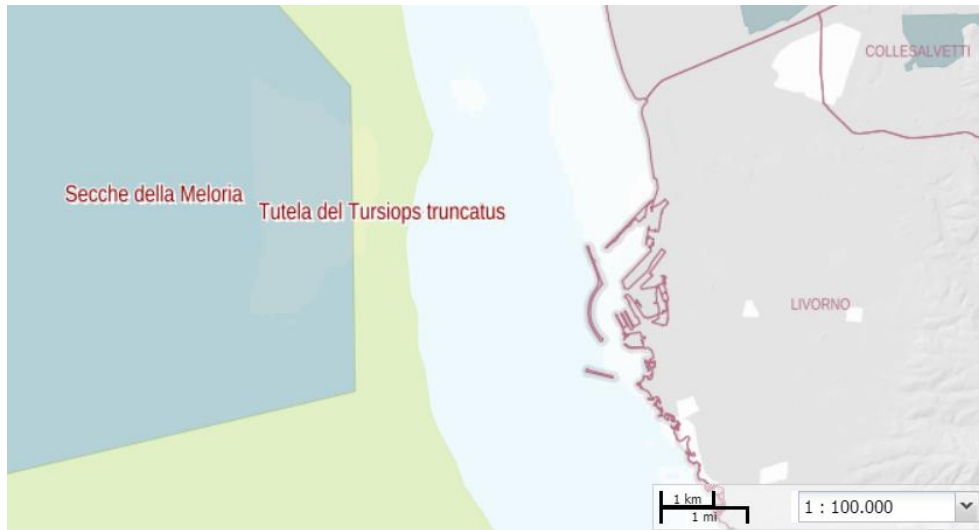 COLLESALVETTI
Secche della Meloria
Tutela del Tursiops truncatus
LIVORNO
1 km
1 mi
1 : 100.000